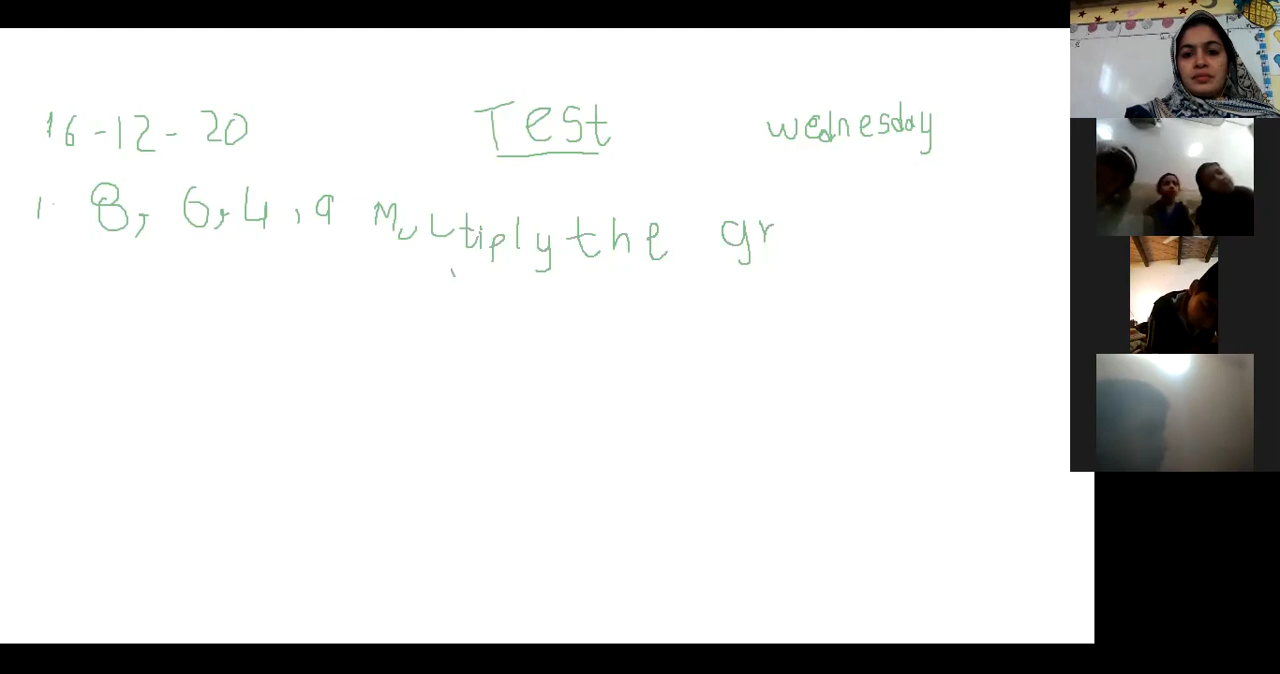 16-12-20 Test wednesday
1. 8, 6, 4, 9 Multiply the gr